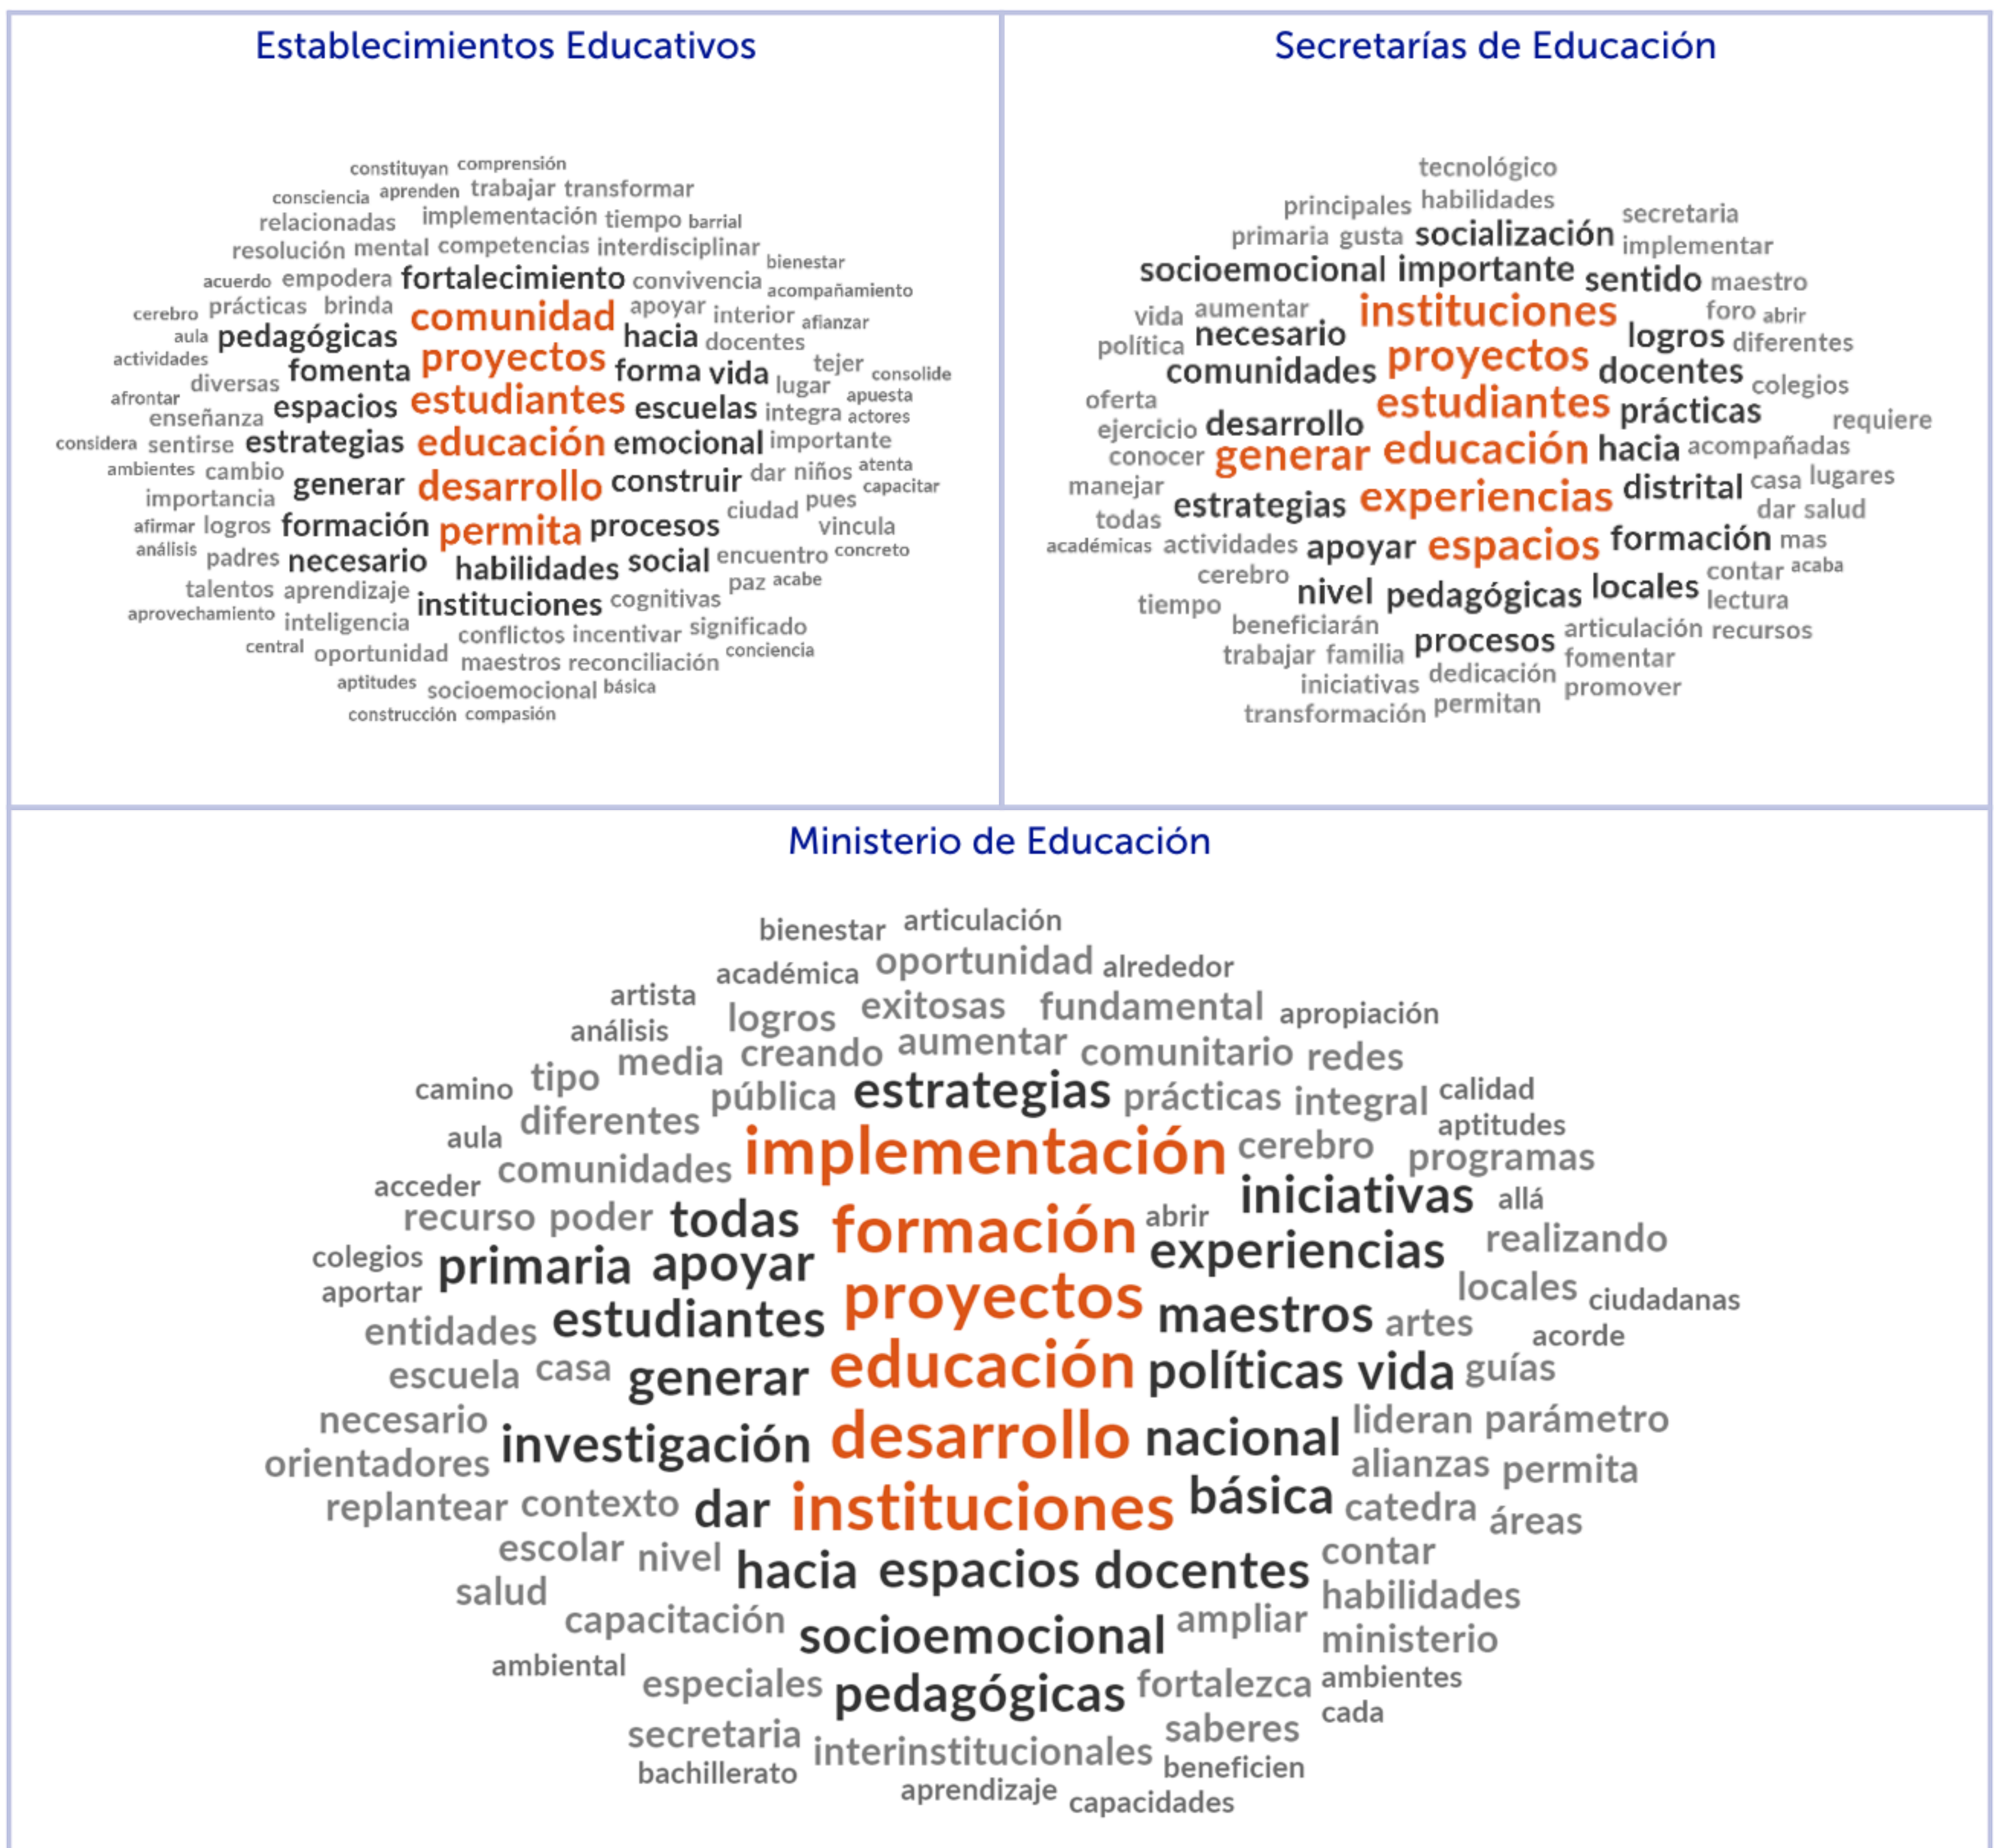 Establecimientos Educativos
constituyan comprensión
consciencia aprenden trabajar transformar
relacionadas implementación tiempo barrial
resolución mental competencias interdisciplinar
bienestar
acuerdo empodera fortalecimiento convivencia acompañamiento
cerebro prácticas brinda comunidad apoyar interior afianzar
aula pedagógicas hacia docentes
actividades fomenta proyectos forma vida tejer consolide
afrontar diversas espacios estudiantes escuelas lugar apuesta
enseñanza integra actores
considera sentirse estrategias educación emocional importante
ambientes cambio generar desarrollo construir dar niños atenta
importancia capacitar
afirmar logros formación permita procesos ciudad pues
vincula
análisis padres necesario habilidades social encuentro concreto
talentos aprendizaje instituciones cognitivas paz acabe
aprovechamiento inteligencia conflictos incentivar significado
central oportunidad maestros reconciliación conciencia
aptitudes socioemocional básica
construcción compasión
Secretarías de Educación
tecnológico
principales habilidades secretaria
primaria gusta socialización implementar
socioemocional importante sentido maestro
vida aumentar instituciones foro abrir
política necesario logros diferentes
comunidades proyectos docentes colegios
oferta estudiantes prácticas requiere
ejercicio desarrollo
conocer generar educación hacia acompañadas
manejar estrategias experiencias distrital casa lugares
todas dar salud
académicas actividades apoyar espacios formación mas
cerebro nivel pedagógicas locales contar acaba
tiempo lectura
beneficiarán procesos articulación recursos
trabajar familia dedicación fomentar
iniciativas promover
transformación permitan
Ministerio de Educación
bienestar articulación
académica oportunidad alrededor
artista logros exitosas fundamental apropiación
análisis media creando aumentar comunitario redes
camino tipo pública estrategias prácticas integral calidad
aula diferentes aptitudes
comunidades implementación cerebro programas
acceder iniciativas allá
recurso poder todas formación abrir realizando
colegios primaria apoyar experiencias
aportar proyectos locales ciudadanas
entidades estudiantes maestros artes acorde
escuela casa generar educación políticas vida guías
necesario investigación desarrollo nacional lideran parámetro
orientadores alianzas permita
replantear contexto dar instituciones básica catedra áreas
escolar nivel hacia espacios docentes contar
salud habilidades
capacitación socioemocional ampliar ministerio
ambiental especiales pedagógicas fortalezca ambientes
cada
secretaria interinstitucionales saberes
bachillerato beneficien
aprendizaje capacidades